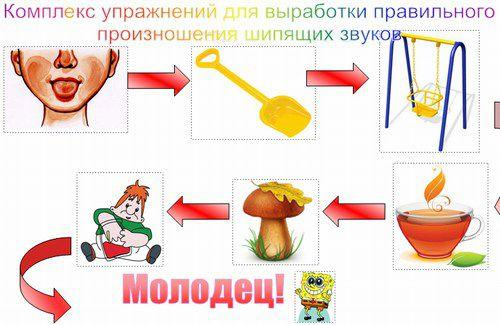 Комплекс упражнений для выработки правильного
произношения шипящих звуков
Молодец!